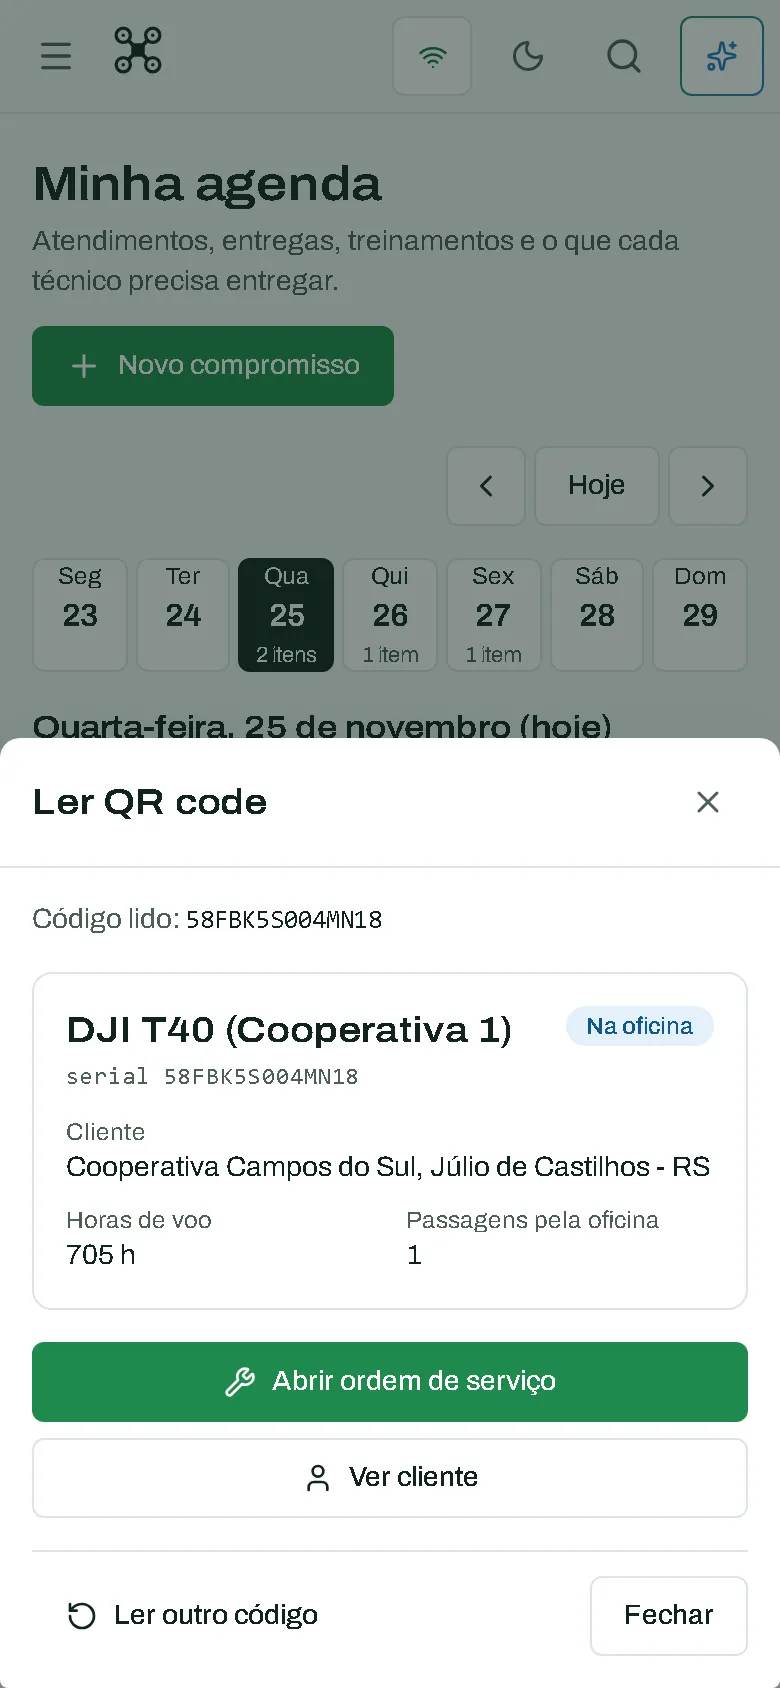 Minha agenda
Atendimentos, entregas, treinamentos e o que cada
técnico precisa entregar.
Novo compromisso
Hoje
Seg Ter Qua Qui Sex Sáb Dom
23 24 25 26 27 28 29
2 itens 1 item 1 item
Quarta-feira, 25 de novembro (hoje)
Ler QR code
Código lido: 58FBK5S004MN18
DJI T40 (Cooperativa 1) Na oficina
serial 58FBK5S004MN18
Cliente
Cooperativa Campos do Sul, Júlio de Castilhos - RS
Horas de voo Passagens pela oficina
705 h 1
Abrir ordem de serviço
Ver cliente
Ler outro código Fechar